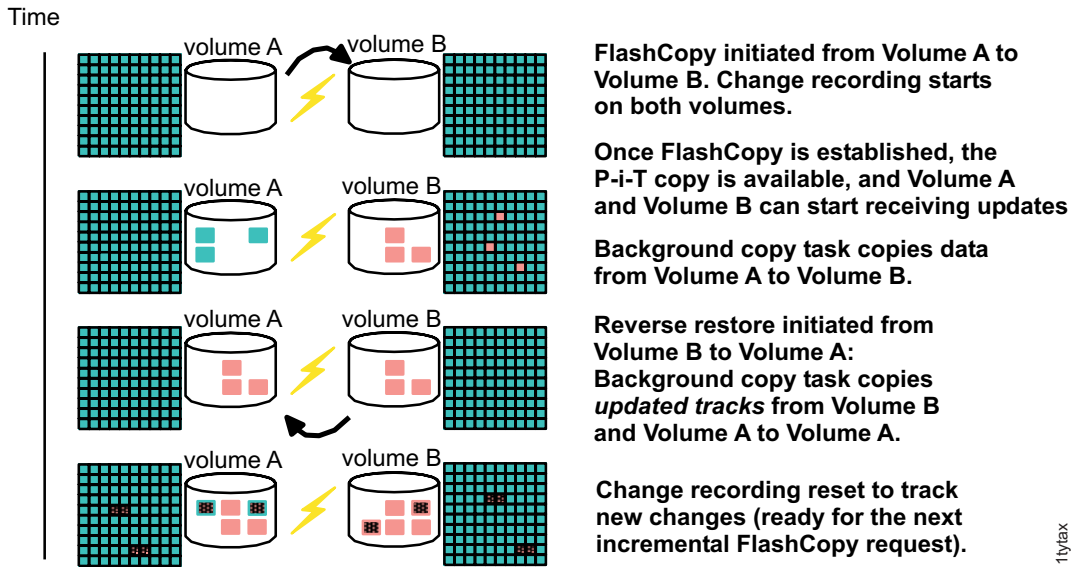 Time
volume A
volume B
FlashCopy initiated from Volume A to
Volume B. Change recording starts
on both volumes.
Once FlashCopy is established, the
P-i-T copy is available, and Volume A
and Volume B can start receiving updates
volume A
volume B
Background copy task copies data
from Volume A to Volume B.
volume A
volume B
Reverse restore initiated from
Volume B to Volume A:
Background copy task copies
updated tracks from Volume B
and Volume A to Volume A.
volume A
volume B
Change recording reset to track
new changes (ready for the next
incremental FlashCopy request).
1tytax